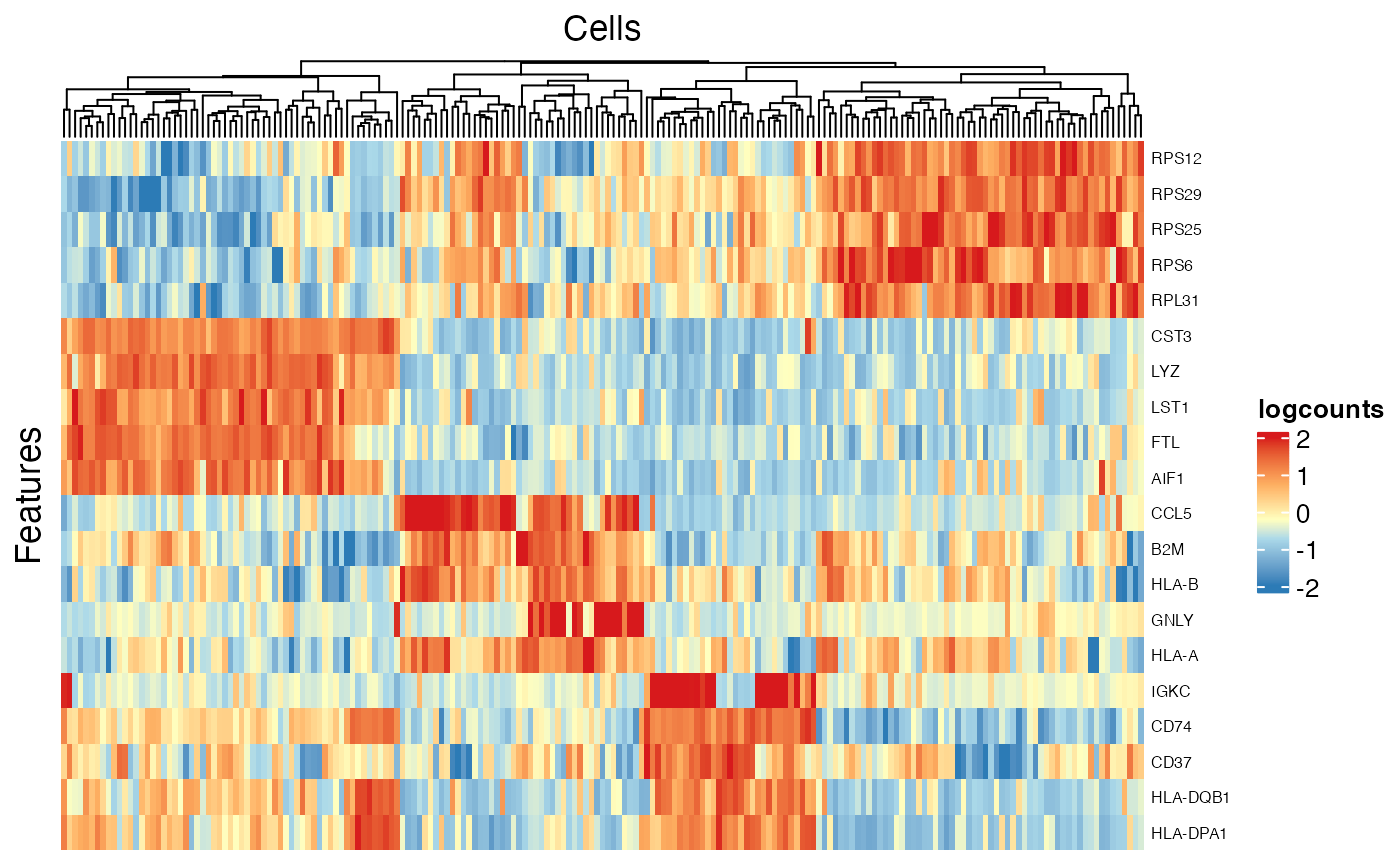 Cells
RPS12
RPS29
RPS25
RPS6
RPL31
CST3
LYZ
LST1
FTL
AIF1
CCL5
B2M
HLA-B
GNLY
HLA-A
IGKC
CD74
CD37
HLA-DQB1
HLA-DPA1
Features
logcounts
2
1
0
-1
-2